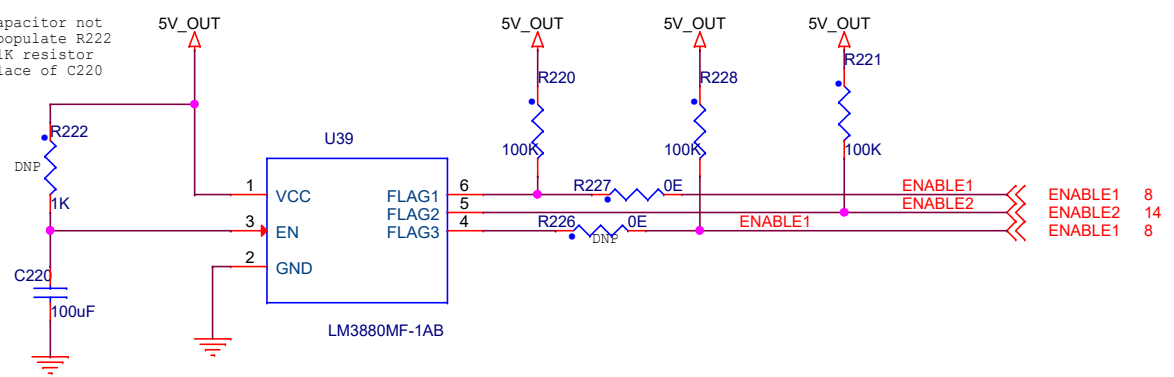 apacitor not
populate R222
1K resistor
lace of C220
5V_OUT
5V_OUT
5V_OUT
5V_OUT
R220
R228
R221
R222
DNP
1K
U39
100K
100K
100K
1 VCC
3 EN
2 GND
FLAG1 6
FLAG2 5
FLAG3 4
R227 0E
R226 0E
DNP
ENABLE1
ENABLE2
ENABLE1
ENABLE1 8
ENABLE2 14
ENABLE1 8
C220
100uF
LM3880MF-1AB